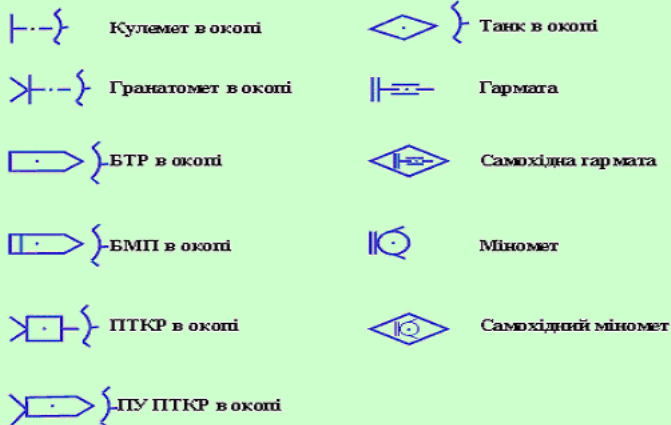 Кулемет в окопі
Гранатомет в окопі
БТР в окопі
БМП в окопі
ПТКР в окопі
ПУ ПТКР в окопі
Танк в окопі
Гармата
Самохідна гармата
Міномет
Самохідний міномет